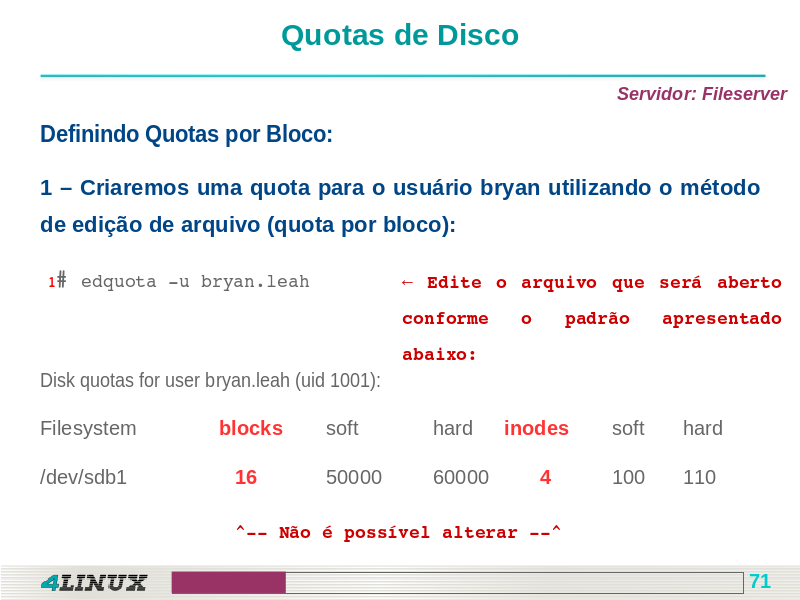 Quotas de Disco
Servidor: Fileserver
Definindo Quotas por Bloco:
1 – Criaremos uma quota para o usuário bryan utilizando o método
de edição de arquivo (quota por bloco):
1# edquota -u bryan.leah
← Edite o arquivo que será aberto
conforme o padrão apresentado
abaixo:
Disk quotas for user bryan.leah (uid 1001):
Filesystem blocks soft hard inodes soft hard
/dev/sdb1 16 50000 60000 4 100 110
^-- Não é possível alterar --^
4LINUX
71